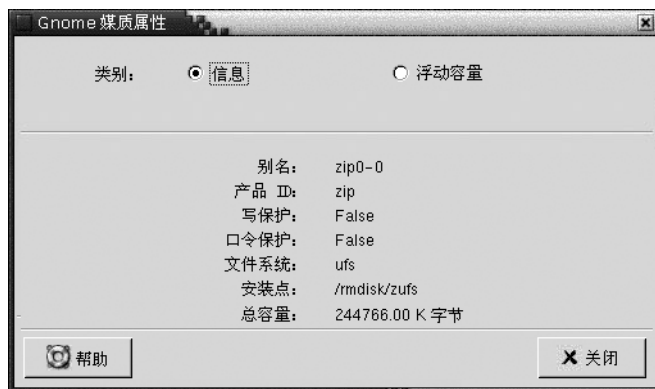 Gnome 媒质属性
类别： 信息 浮动容量
别名： zip0-0
产品 ID： zip
写保护： False
口令保护： False
文件系统： ufs
安装点： /rmdisk/zufs
总容量： 244766.00 K 字节
帮助 关闭